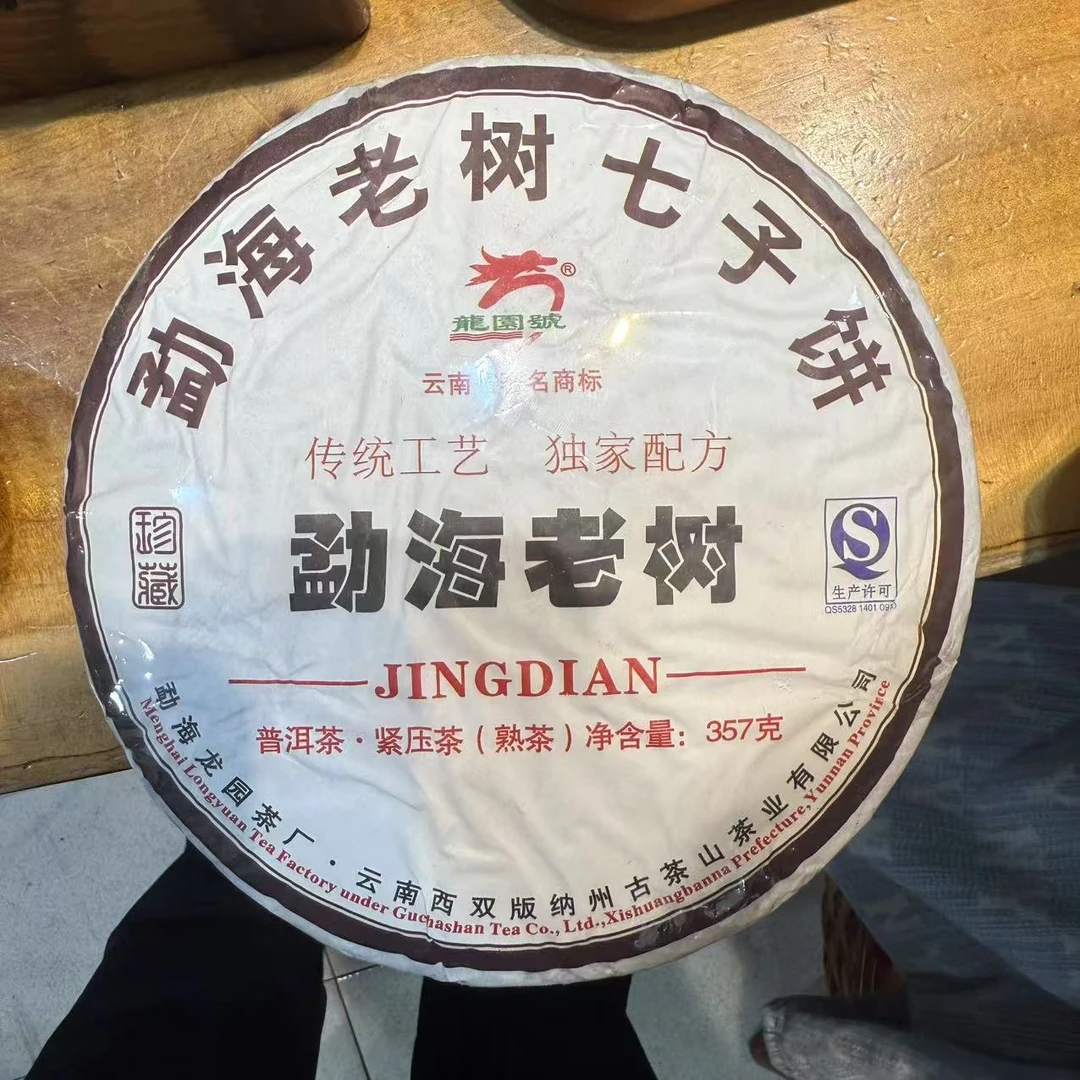 勐海老树七子饼
®
龍園號
云南 名商标
传统工艺 独家配方
勐海老树
珍藏
生产许可
QS5328 1401 09
JINGDIAN
普洱茶·紧压茶(熟茶)净含量:357克
勐海龙园茶厂·云南西双版纳州古茶山茶业有限公司
Menghai Longyuan Tea Factory under Guchashan Tea Co., Ltd.,Xishuangbanna Prefecture,Yunnan Province